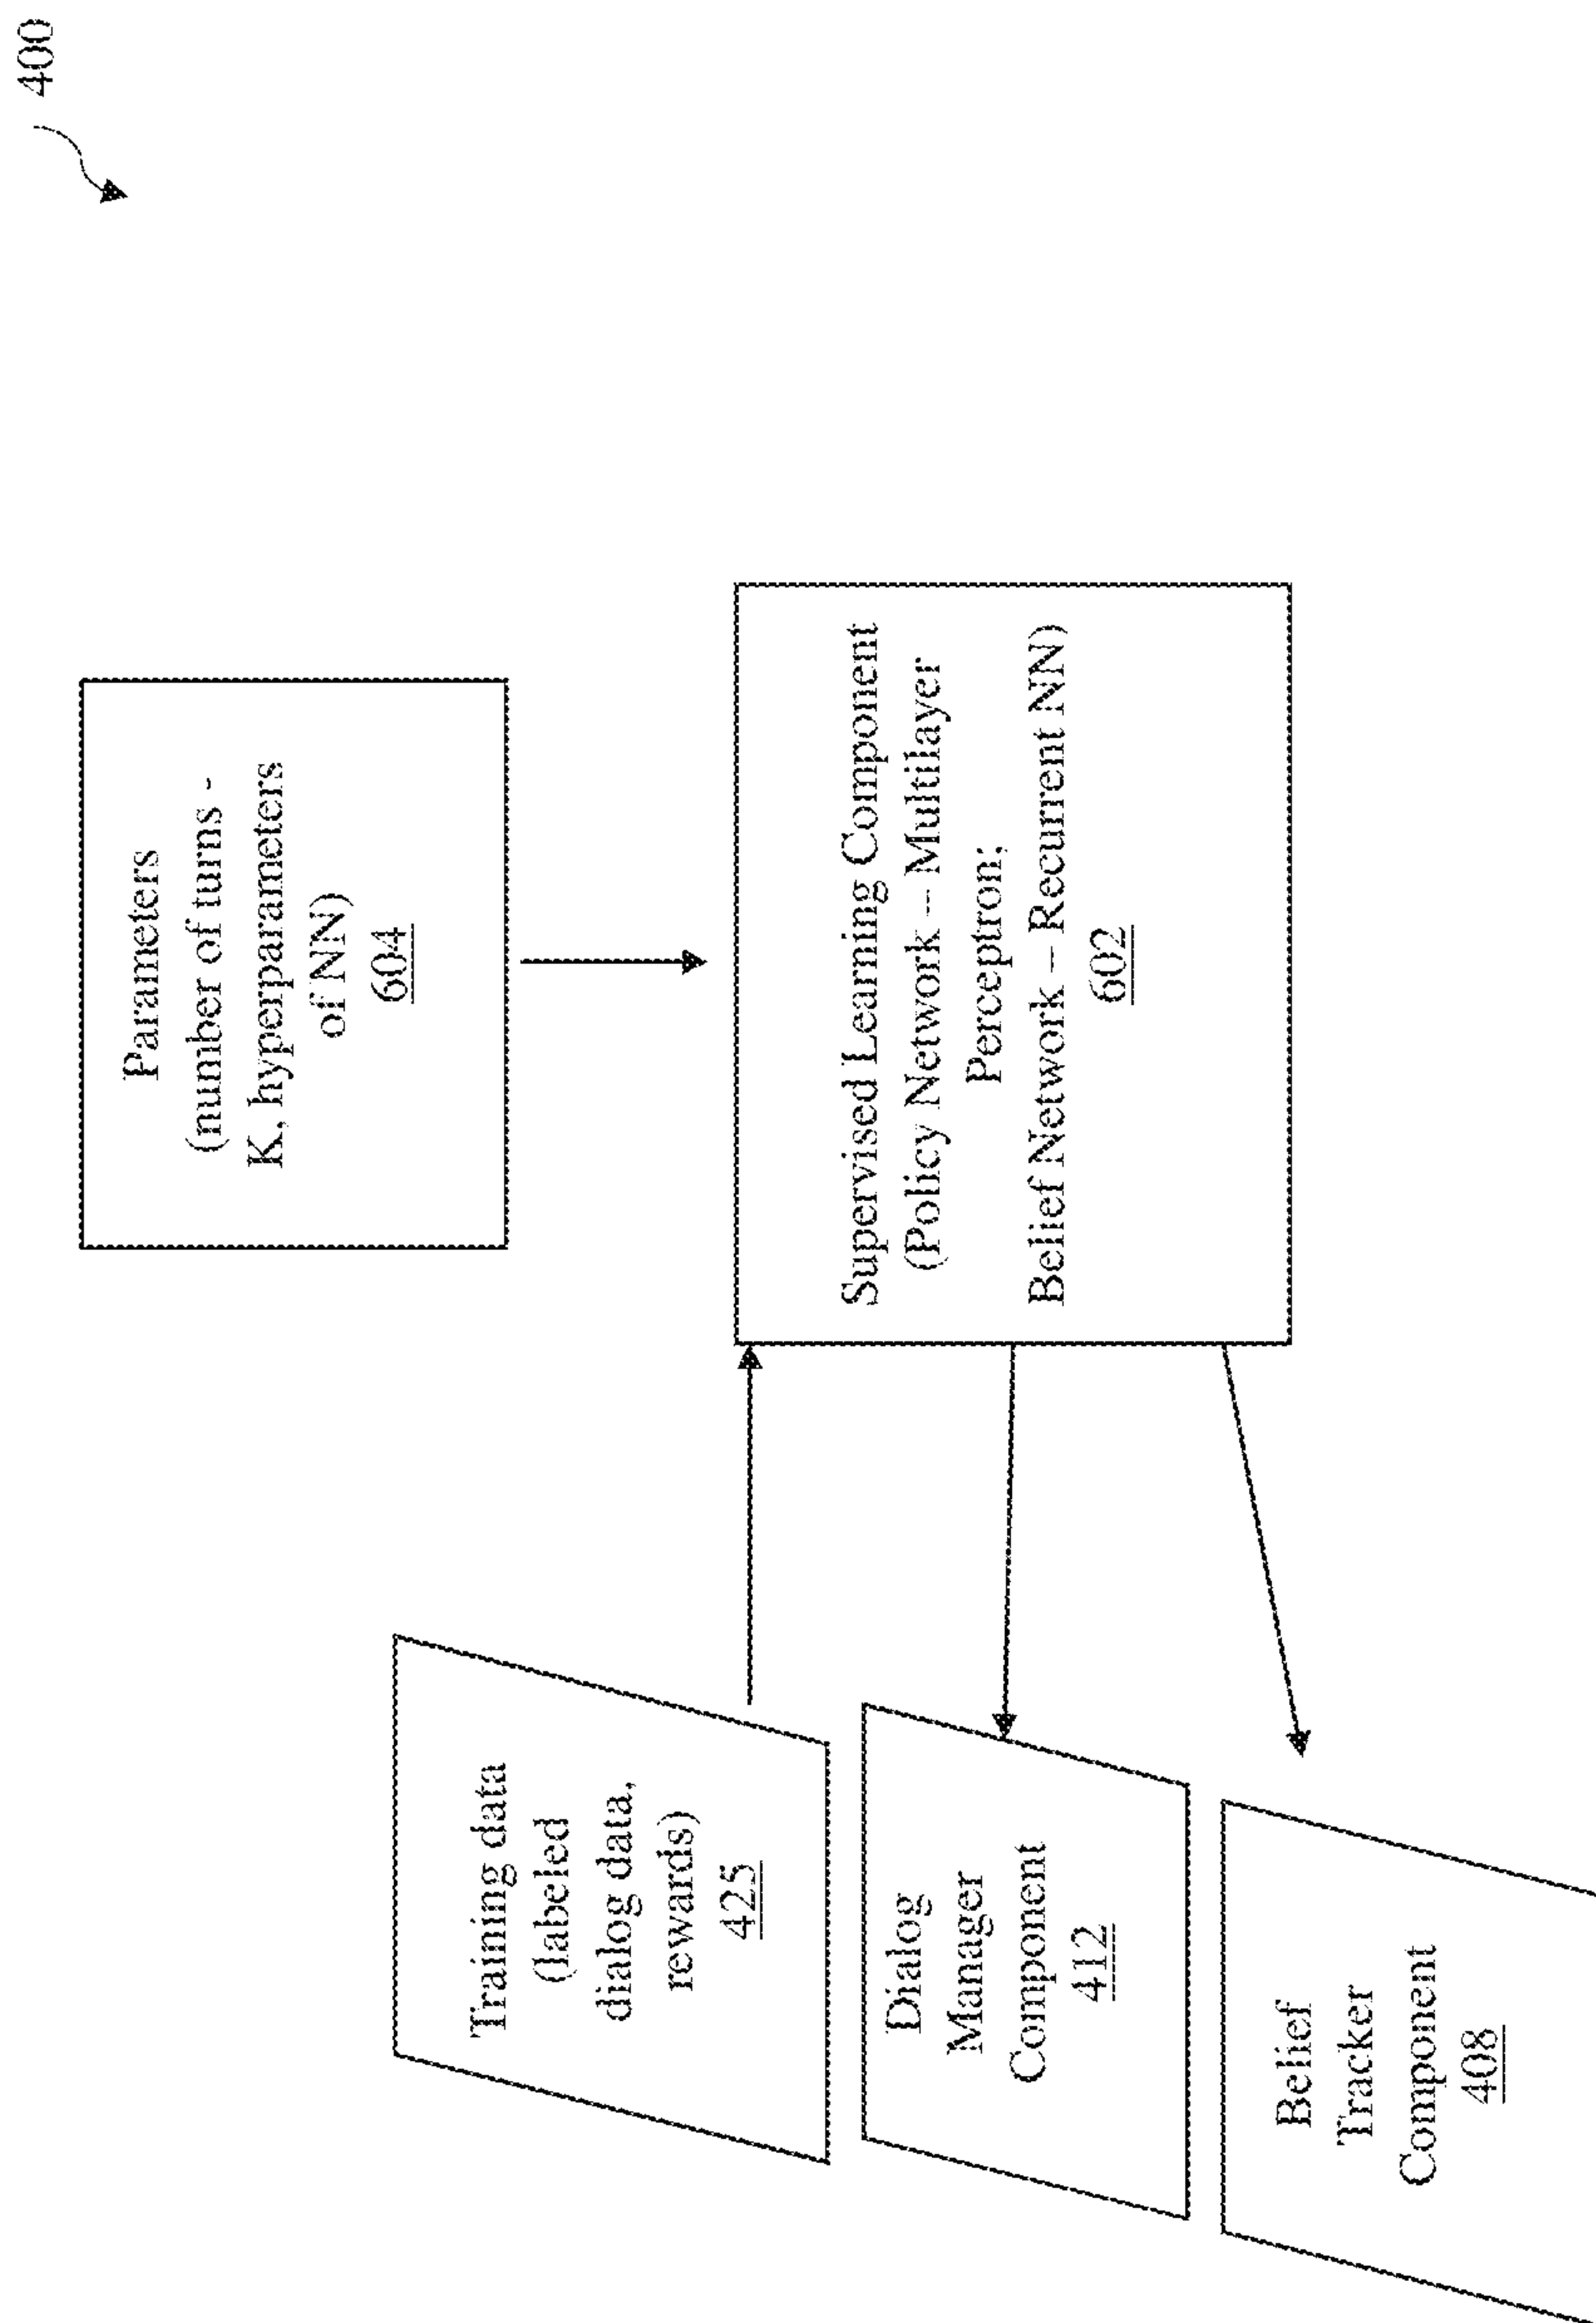 400
Parameters
(number of turns -
K, hyperparameters
of NN)
604
Supervised Learning Component
(Policy Network – Multilayer
Perceptron;
Belief Network – Recurrent NN)
602
Training data
(labeled
dialog data,
rewards)
425
Dialog
Manager
Component
412
Belief
Tracker
Component
408